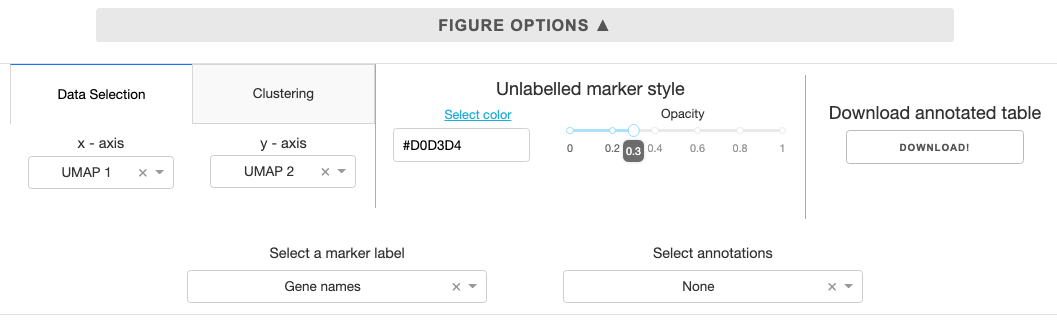 FIGURE OPTIONS ▲
Data Selection
Clustering
x - axis
y - axis
UMAP 1 × 
UMAP 2 ×
Unlabelled marker style
Select color
#D0D3D4
Opacity
0 0.2 0.4 0.6 0.8 1
0.3
Download annotated table
DOWNLOAD!
Select a marker label
Gene names ×
Select annotations
None ×